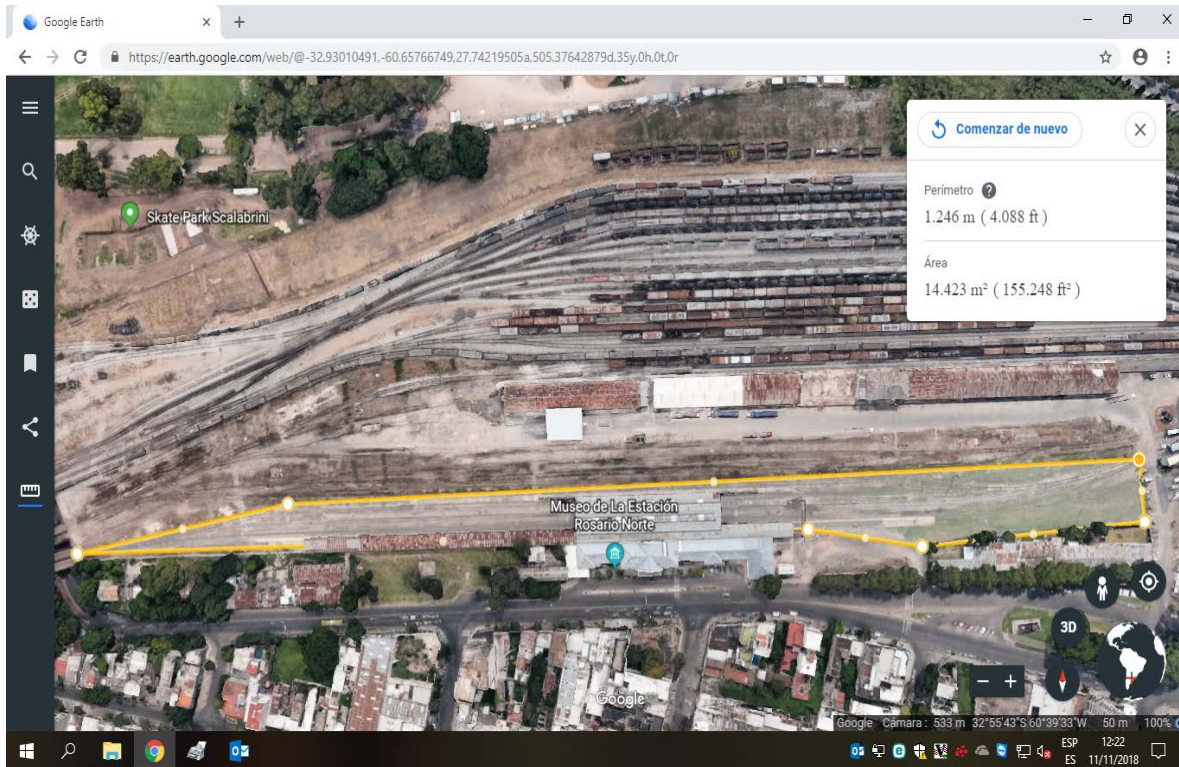 Google Earth
https://earth.google.com/web/@-32.93010491,-60.65766749,27.74219505a,505.37642879d,35y,0h,0t,0r
Comenzar de nuevo
Perímetro ?
1.246 m ( 4.088 ft )
Área
14.423 m² ( 155.248 ft² )
Skate Park Scalabrini
Museo de La Estación
Rosario Norte
3D
Google
Google Cámara: 533 m 32°55'43"S 60°39'33"W 50 m 100%
ESP
ES
12:22
11/11/2018